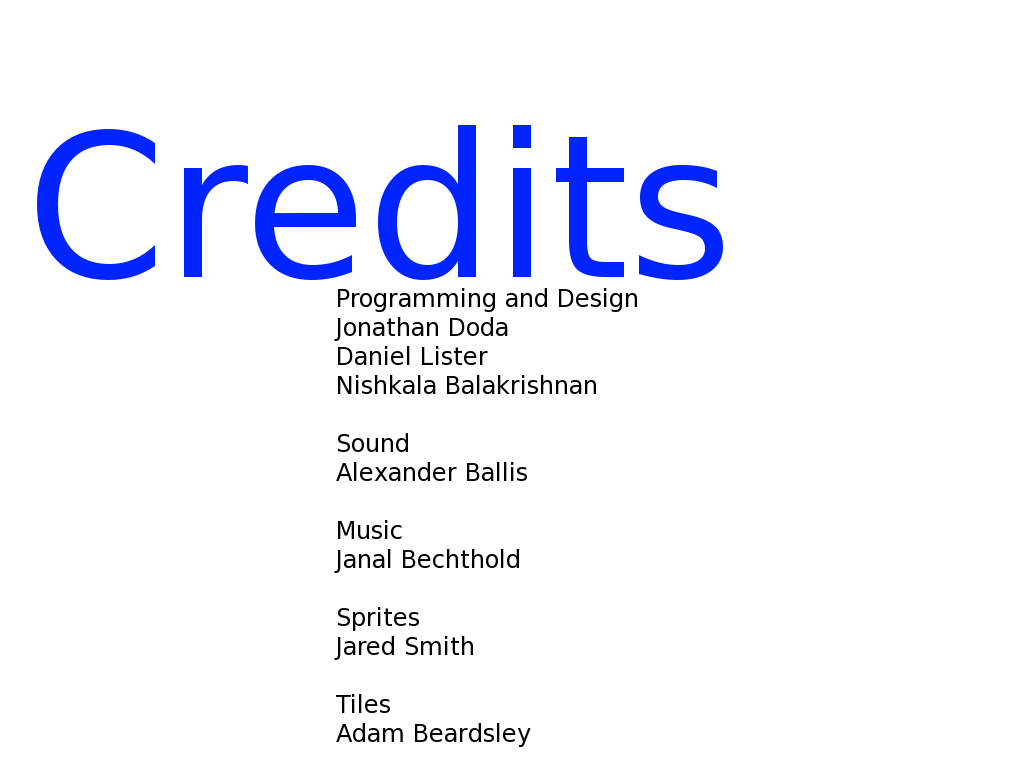 Credits
Programming and Design
Jonathan Doda
Daniel Lister
Nishkala Balakrishnan
Sound
Alexander Ballis
Music
Janal Bechthold
Sprites
Jared Smith
Tiles
Adam Beardsley